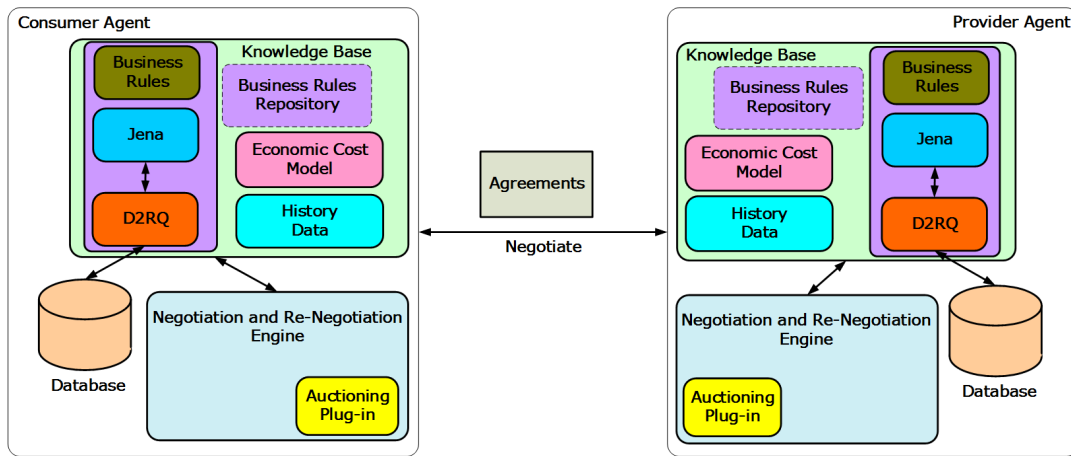 Consumer Agent
Knowledge Base
Business
Rules
Business Rules
Repository
Jena
Economic Cost
Model
D2RQ
History
Data
Database
Negotiation and Re-Negotiation
Engine
Auctioning
Plug-in
Agreements
Negotiate
Provider Agent
Knowledge Base
Business
Rules
Business Rules
Repository
Jena
Economic Cost
Model
History
Data
D2RQ
Negotiation and Re-Negotiation
Engine
Auctioning
Plug-in
Database